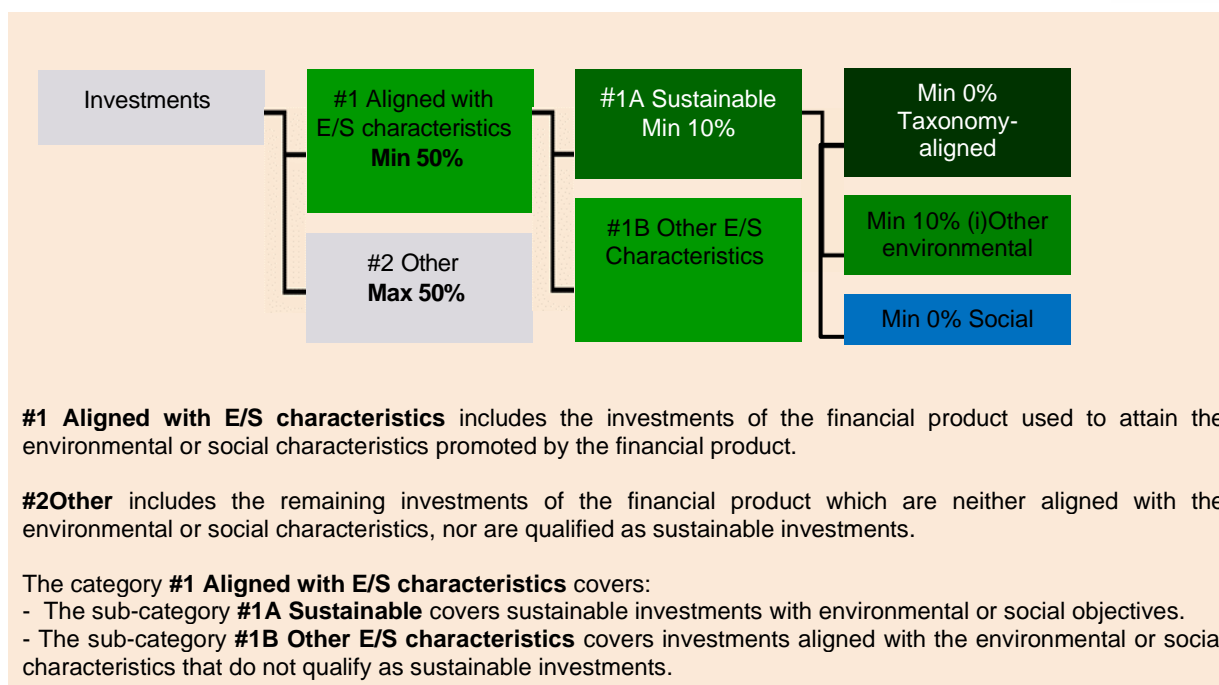 Investments
#1 Aligned with
E/S characteristics
Min 50%
#2 Other
Max 50%
#1A Sustainable
Min 10%
#1B Other E/S
Characteristics
Min 0%
Taxonomy-
aligned
Min 10% (i)Other
environmental
Min 0% Social
#1 Aligned with E/S characteristics includes the investments of the financial product used to attain the
environmental or social characteristics promoted by the financial product.
#2Other includes the remaining investments of the financial product which are neither aligned with the
environmental or social characteristics, nor are qualified as sustainable investments.
The category #1 Aligned with E/S characteristics covers:
- The sub-category #1A Sustainable covers sustainable investments with environmental or social objectives.
- The sub-category #1B Other E/S characteristics covers investments aligned with the environmental or social
characteristics that do not qualify as sustainable investments.